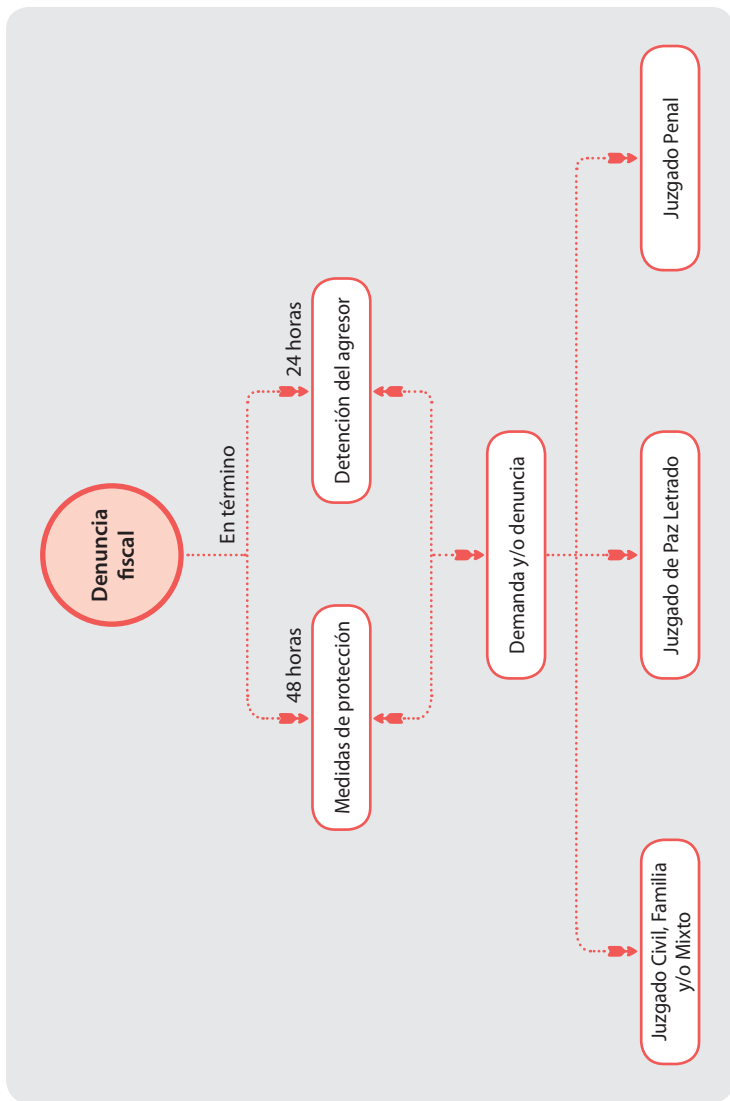 Denuncia
fiscal
En término
48 horas
24 horas
Medidas de protección
Detención del agresor
Demanda y/o denuncia
Juzgado Civil, Familia
y/o Mixto
Juzgado de Paz Letrado
Juzgado Penal